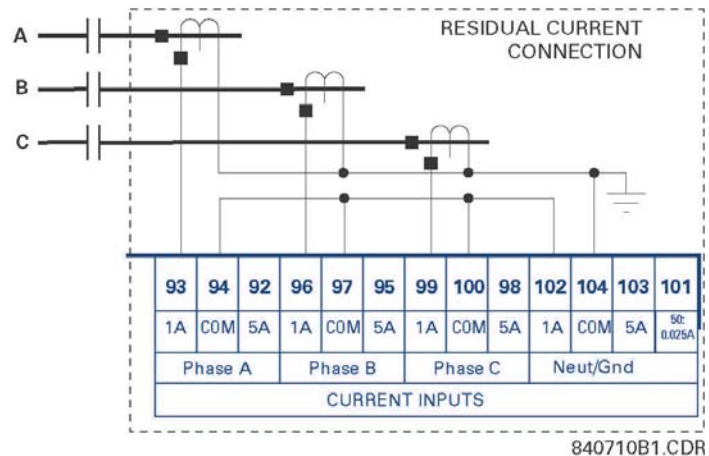 RESIDUAL CURRENT
CONNECTION
A
B
C
93 94 92 96 97 95 99 100 98 102 104 103 101
1A COM 5A 1A COM 5A 1A COM 5A 1A COM 5A 50:
0.025A
Phase A Phase B Phase C Neut/Gnd
CURRENT INPUTS
840710B1.CDR